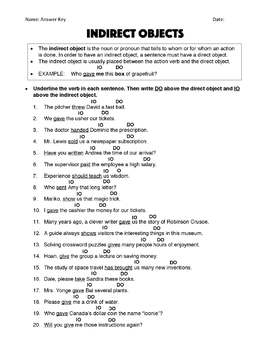 Name: Answer Key Date:
INDIRECT OBJECTS
• The indirect object is the noun or pronoun that tells to whom or for whom an action
is done. In order to have an indirect object, a sentence must have a direct object.
• The indirect object is usually placed between the action verb and the direct object.
IO DO
• EXAMPLE: Who gave me this box of grapefruit?
• Underline the verb in each sentence. Then write DO above the direct object and IO
above the indirect object.
IO DO
1. The pitcher threw David a fast ball.
IO DO
2. We gave the usher our tickets.
IO DO
3. The doctor handed Dominic the prescription.
IO DO
4. Mr. Lewis sold us a newspaper subscription.
IO DO
5. Have you written Andrea the time of our arrival?
IO DO
6. The supervisor paid the employee a high salary.
IO DO
7. Experience should teach us wisdom.
IO DO
8. Who sent Amy that long letter?
IO DO
9. Mariko, show us that magic trick.
IO DO
10. I gave the cashier the money for our tickets.
IO DO
11. Many years ago, a clever writer gave us the story of Robinson Crusoe.
IO DO
12. A guide always shows visitors the interesting things in this museum.
IO DO
13. Solving crossword puzzles gives many people hours of enjoyment.
IO DO
14. Hoan, give the group a lecture on saving money.
IO DO
15. The study of space travel has brought us many new inventions.
IO DO
16. Dale, please take Sandra these books.
IO DO
17. Mrs. Yonge gave Bei several plants.
IO DO
18. Please give me a drink of water.
IO DO
19. Who gave Canada's dollar coin the name "loonie"?
IO DO
20. Will you give me those instructions again?